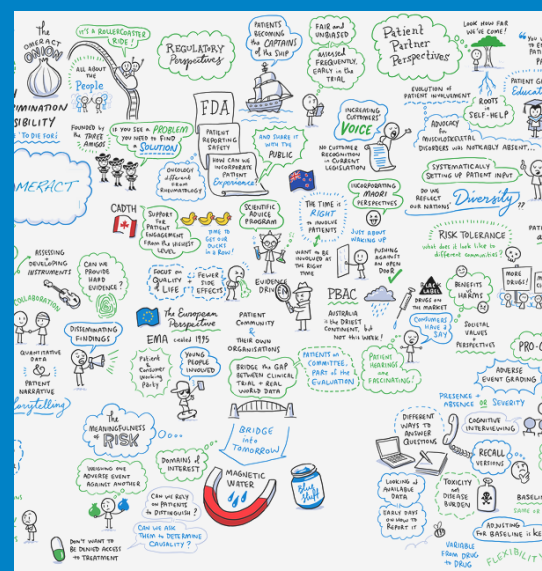 the
OMERACT
ONION
IT'S A ROLLERCOASTER
RIDE!
ALL ABOUT
THE
People
FOUNDED by
the THREE
AMIGOS
IF YOU SEE A PROBLEM
YOU NEED TO FIND
A SOLUTION
MERACT
REGULATORY
Perspectives
FDA
PATIENT
REPORTING
SAFETY
HOW CAN WE
INCORPORATE
PATIENT
Experience?
ONCOLOGY
different
FROM
RHEUMATOLOGY
PATIENTS
BECOMING
the CAPTAINS
of the SHIP
FAIR and
UNBIASED
ASSESSED
FREQUENTLY,
EARLY in the
TRIAL
AND SHARE IT
WITH THE
PUBLIC
INCREASING
CUSTOMERS'
VOICE
NO CUSTOMER
RECOGNITION
in CURRENT
LEGISLATION
Patient
Partner
Perspectives
LOOK HOW FAR
WE'VE COME!
EVOLUTION OF
PATIENT INVOLVEMENT
ROOTS
in
SELF-HELP
ADVOCACY
for
MUSCULOSKELETAL
DISORDERS WAS NOTICABLY ABSENT...
SYSTEMATICALLY
SETTING UP PATIENT INPUT
DO WE
REFLECT
OUR NATIONS
Diversity??
INCORPORATING
MAORI
PERSPECTIVES
JUST ABOUT
WAKING UP
THE TIME is
RIGHT
to INVOLVE
PATIENTS
WANT to BE
INVOLVED AT
the RIGHT
TIME
PUSHING
AGAINST
AN OPEN
DOOR
RISK TOLERANCE
what does it look like to
different communities?
CADTH
SUPPORT
for
PATIENT
ENGAGEMENT
FROM the HIGHEST
LEVEL
TIME to
GET OUR
DUCKS
in a ROW!
SCIENTIFIC
ADVICE
PROGRAM
FOCUS on
QUALITY
of LIFE
+
FEWER
SIDE
EFFECTS
EVIDENCE
ASSESSING
+
DEVELOPING
INSTRUMENTS
CAN WE
PROVIDE
HARD
EVIDENCE?
COLLABORATION
DISSEMINATING
FINDINGS
QUANTITATIVE
DATA
&
PATIENT
NARRATIVE
The European
Perspective
EMA created 1995
Patient
&
Consumer
Working
Party
YOUNG
PEOPLE
INVOLVED
PATIENT
COMMUNITY
THEIR OWN
ORGANISATIONS
BRIDGE the GAP
BETWEEN CLINICAL
TRIAL + REAL
WORLD DATA
BRIDGE
into
TOMORROW
PBAC
AUSTRALIA
is the DRIEST
CONTINENT, but
NOT this WEEK!
PATIENTS on
COMMITTEE,
PART of the
EVALUATION
PATIENT
HEARINGS
are
FASCINATING!
DRUGS on
the MARKET
CONSUMERS
HAVE a
SAY
BENEFITS
vs
HARMS
MORE
DRUGS!
SOCIETAL
VALUES
&
PERSPECTIVES
ADVERSE
EVENT GRADING
PRESENCE +
ABSENCE OR SEVERITY
the
MEANINGFULNESS
of RISK
WEIGHING ONE
ADVERSE EVENT
AGAINST ANOTHER
DOMAINS of
INTEREST
CAN WE RELY
on PATIENTS
to DISTINGUISH?
CAN WE ASK
THEM to DETERMINE
CAUSALITY?
DON'T WANT to
BE DENIED ACCESS
to TREATMENT
MAGNETIC
WATER
Blue
Stuff
DIFFERENT
WAYS to
ANSWER
QUESTIONS
COGNITIVE
INTERVIEWING
RECALL
VERSIONS
LOOKING at
AVAILABLE
DATA
EARLY DAYS
on HOW to
REPORT it
TOXICITY
vs
DISEASE
BURDEN
ADJUSTING
FOR BASELINE is KE
VARIABLE
FROM DRUG
to DRUG
FLEXIBILITY